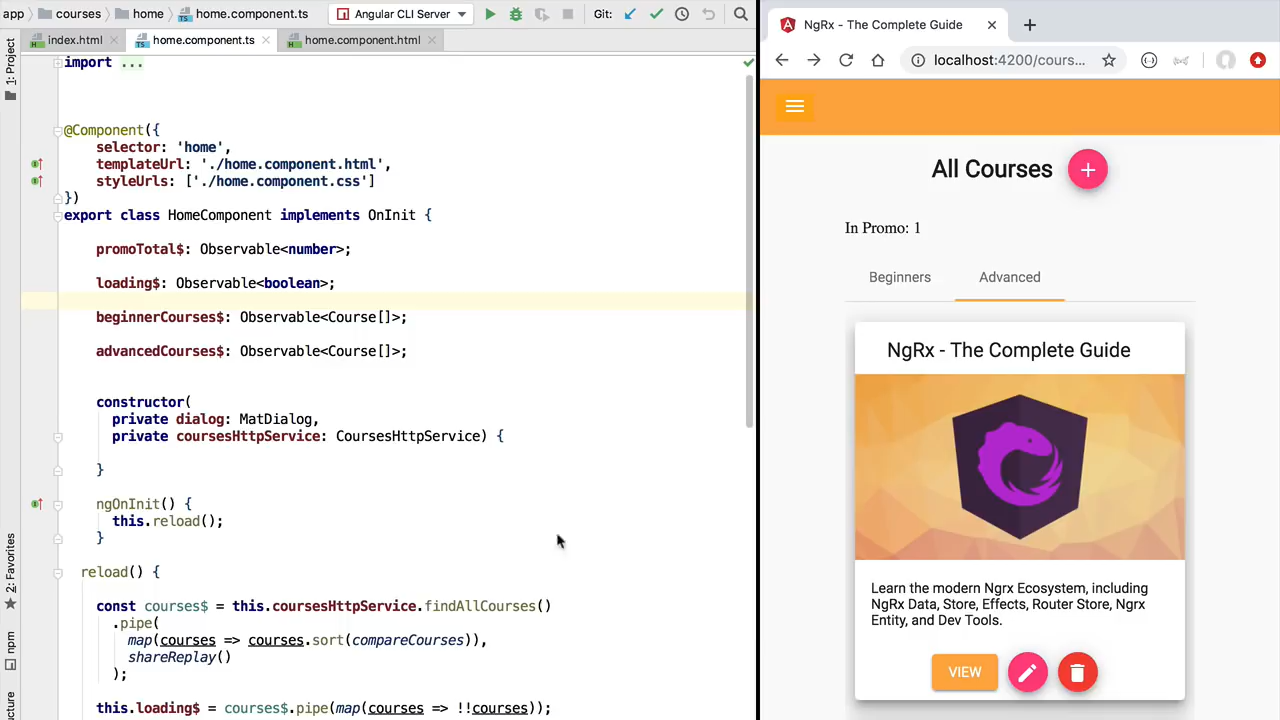 app courses home home.component.ts Angular CLI Server Git:
index.html home.component.ts home.component.html
1: Project
2: Favorites
npm
ructure
import ...
@Component({
selector: 'home',
templateUrl: './home.component.html',
styleUrls: ['./home.component.css']
})
export class HomeComponent implements OnInit {
promoTotal$: Observable<number>;
loading$: Observable<boolean>;
beginnerCourses$: Observable<Course[]>;
advancedCourses$: Observable<Course[]>;
constructor(
private dialog: MatDialog,
private coursesHttpService: CoursesHttpService) {
}
ngOnInit() {
this.reload();
}
reload() {
const courses$ = this.coursesHttpService.findAllCourses()
.pipe(
map(courses => courses.sort(compareCourses)),
shareReplay()
);
this.loading$ = courses$.pipe(map(courses => !!courses));
NgRx - The Complete Guide
localhost:4200/cours...
All Courses
In Promo: 1
Beginners Advanced
NgRx - The Complete Guide
Learn the modern Ngrx Ecosystem, including
NgRx Data, Store, Effects, Router Store, Ngrx
Entity, and Dev Tools.
VIEW